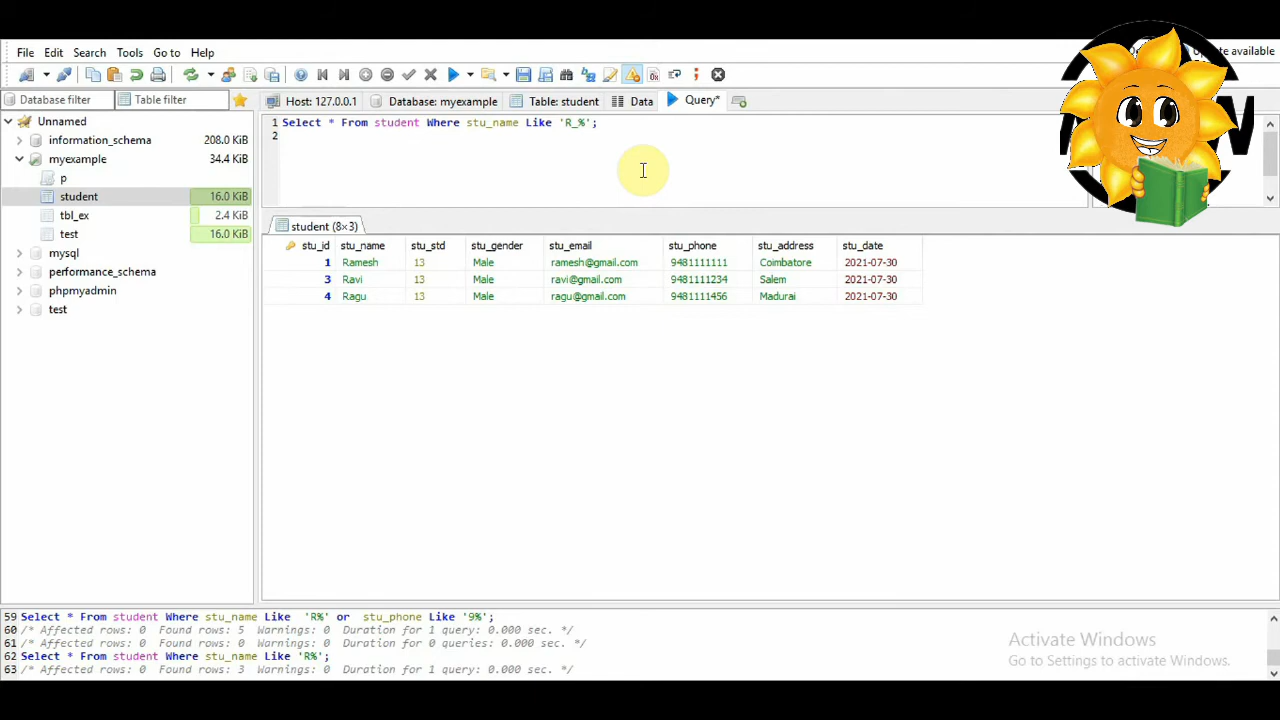 File Edit Search Tools Go to Help
update available
Database filter Table filter Host: 127.0.0.1 Database: myexample Table: student Data Query*
Unnamed
information_schema 208.0 KiB
myexample 34.4 KiB
p
student 16.0 KiB
tbl_ex 2.4 KiB
test 16.0 KiB
mysql
performance_schema
phpmyadmin
test
1 Select * From student Where stu_name Like 'R_%';
2
W
student (8×3)
stu_id stu_name stu_std stu_gender stu_email stu_phone stu_address stu_date
1 Ramesh 13 Male ramesh@gmail.com 9481111111 Coimbatore 2021-07-30
3 Ravi 13 Male ravi@gmail.com 9481111234 Salem 2021-07-30
4 Ragu 13 Male ragu@gmail.com 9481111456 Madurai 2021-07-30
59 Select * From student Where stu_name Like 'R%' or stu_phone Like '9%';
60 /* Affected rows: 0 Found rows: 5 Warnings: 0 Duration for 1 query: 0.000 sec. */
61 /* Affected rows: 0 Found rows: 0 Warnings: 0 Duration for 0 queries: 0.000 sec. */
62 Select * From student Where stu_name Like 'R%';
63 /* Affected rows: 0 Found rows: 3 Warnings: 0 Duration for 1 query: 0.000 sec. */
Activate Windows
Go to Settings to activate Windows.